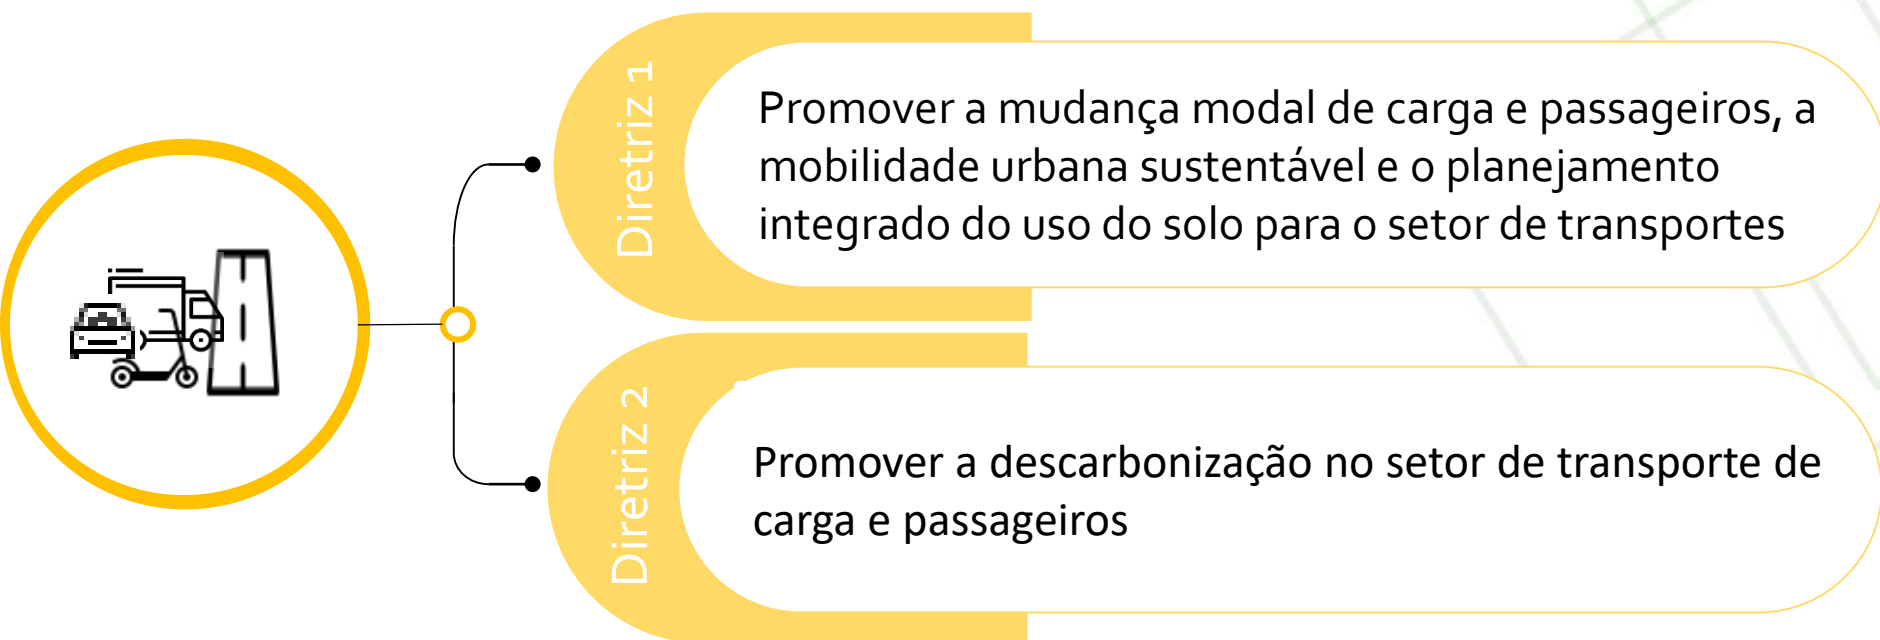 Diretriz 1
Promover a mudança modal de carga e passageiros, a
mobilidade urbana sustentável e o planejamento
integrado do uso do solo para o setor de transportes
Diretriz 2
Promover a descarbonização no setor de transporte de
carga e passageiros